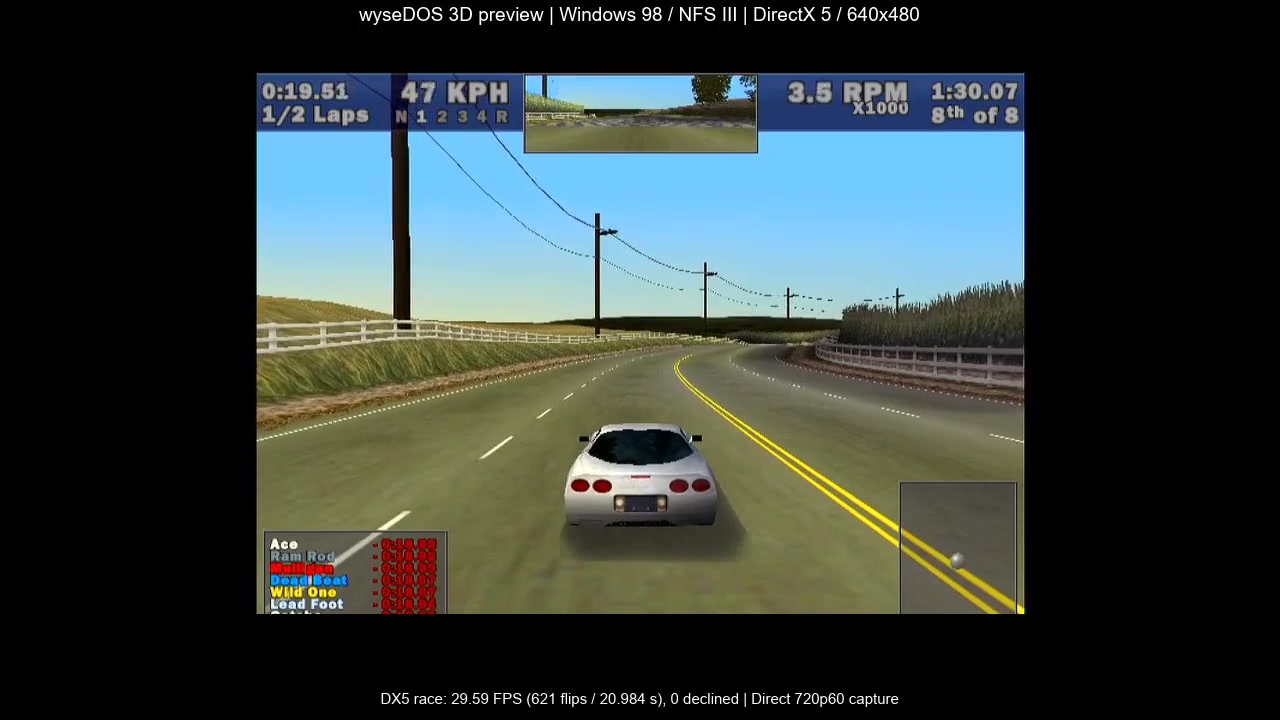 wyseDOS 3D preview | Windows 98 / NFS III | DirectX 5 / 640x480
0:19.51 47 KPH 3.5 RPM 1:30.07
1/2 Laps N 1 2 3 4 R X1000 8th of 8
Ace
Ram Rod
Mulligan
Dead Beat
Wild One
Lead Foot
DX5 race: 29.59 FPS (621 flips / 20.984 s), 0 declined | Direct 720p60 capture